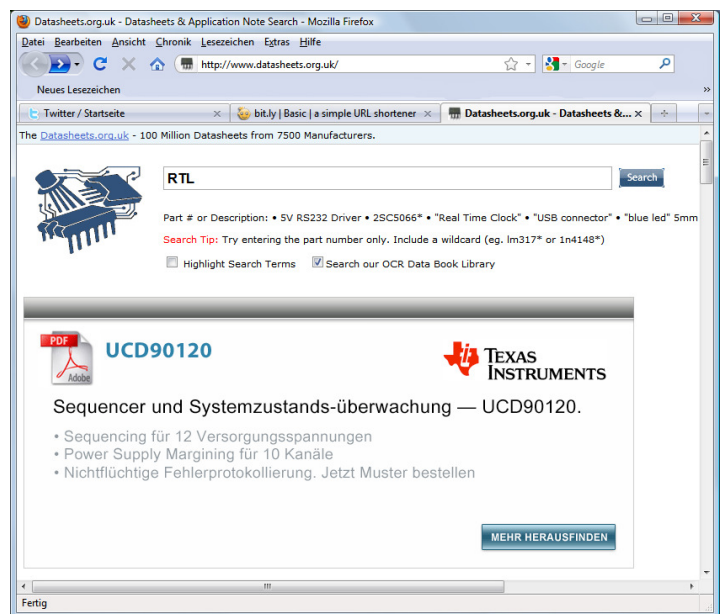 Datasheets.org.uk - Datasheets & Application Note Search - Mozilla Firefox
Datei Bearbeiten Ansicht Chronik Lesezeichen Extras Hilfe
http://www.datasheets.org.uk/ Google
Neues Lesezeichen »
Twitter / Startseite bit.ly | Basic | a simple URL shortener Datasheets.org.uk - Datasheets &...
The Datasheets.org.uk - 100 Million Datasheets from 7500 Manufacturers.
RTL Search
Part # or Description: • 5V RS232 Driver • 2SC5066* • "Real Time Clock" • "USB connector" • "blue led" 5mm
Search Tip: Try entering the part number only. Include a wildcard (eg. lm317* or 1n4148*)
Highlight Search Terms Search our OCR Data Book Library
PDF
Adobe
UCD90120
TEXAS
INSTRUMENTS
Sequencer und Systemzustands-überwachung — UCD90120.
• Sequencing für 12 Versorgungsspannungen
• Power Supply Margining für 10 Kanäle
• Nichtflüchtige Fehlerprotokollierung. Jetzt Muster bestellen
MEHR HERAUSFINDEN
Fertig